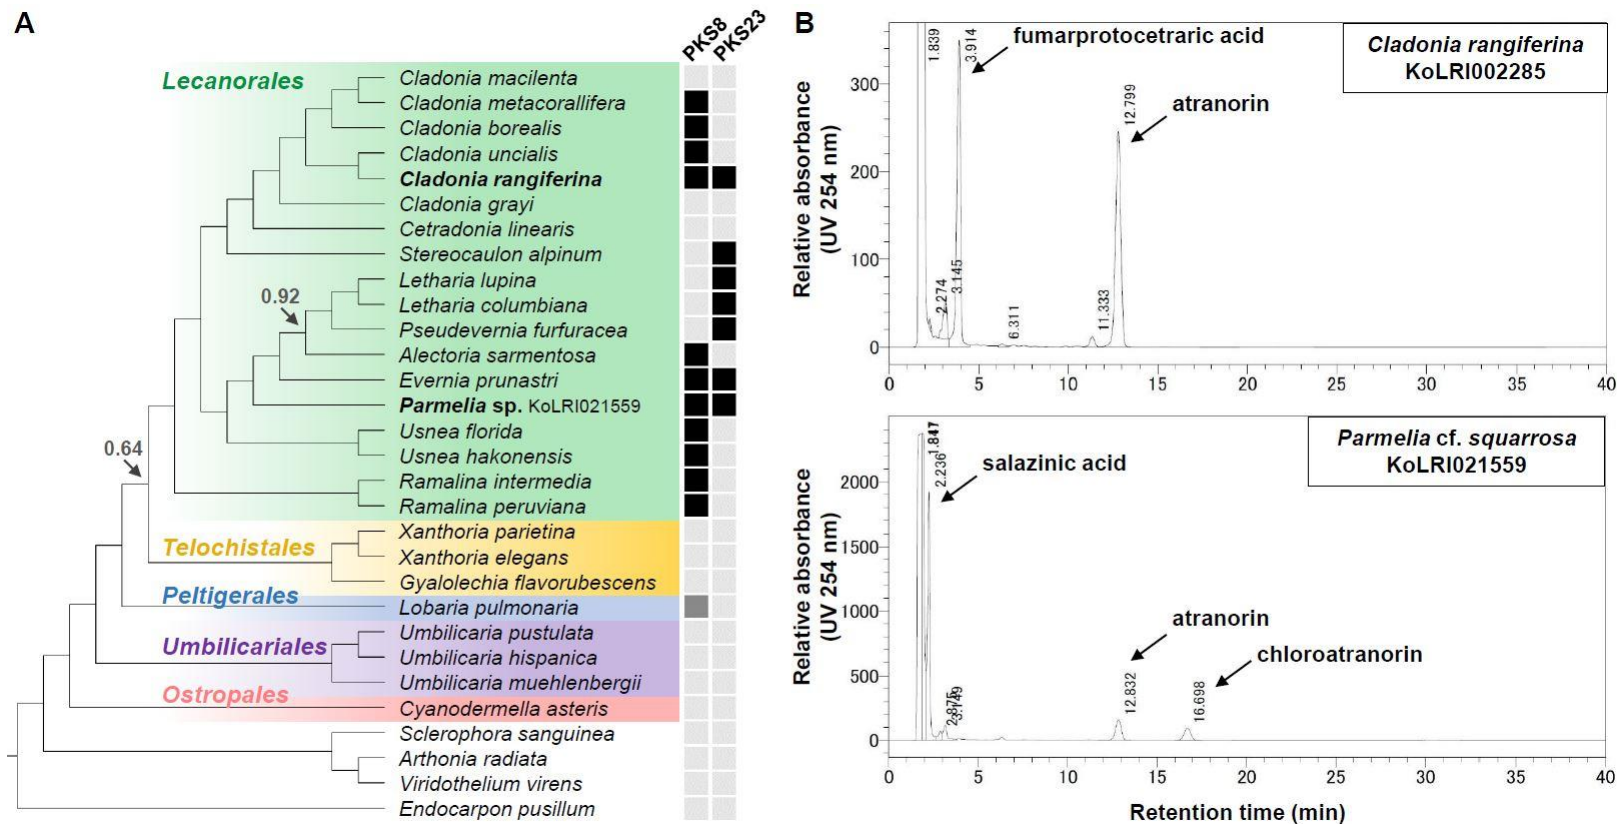 A
PKS8
PKS23
Lecanorales
Cladonia macilenta
Cladonia metacorallifera
Cladonia borealis
Cladonia uncialis
Cladonia rangiferina
Cladonia grayi
Cetradonia linearis
Stereocaulon alpinum
Letharia lupina
0.92
Letharia columbiana
Pseudevernia furfuracea
Alectoria sarmentosa
Evernia prunastri
Parmelia sp. KoLRI021559
Usnea florida
0.64
Usnea hakonensis
Ramalina intermedia
Ramalina peruviana
Xanthoria parietina
Telochistales
Xanthoria elegans
Gyalolechia flavorubescens
Peltigerales
Lobaria pulmonaria
Umbilicaria pustulata
Umbilicariales
Umbilicaria hispanica
Umbilicaria muehlenbergii
Ostropales
Cyanodermella asteris
Sclerophora sanguinea
Arthonia radiata
Viridothelium virens
Endocarpon pusillum
B
Relative absorbance
(UV 254 nm)
300
200
100
0
1.839
2.274
3.145
3.914
fumarprotocetraric acid
6.311
11.333
12.799
atranorin
Cladonia rangiferina
KoLRI002285
0 5 10 15 20 25 30 35 40
Relative absorbance
(UV 254 nm)
2000
1500
1000
500
0
2.236
salazinic acid
3.149
12.832
atranorin
16.698
chloroatranorin
Parmelia cf. squarrosa
KoLRI021559
0 5 10 15 20 25 30 35 40
Retention time (min)